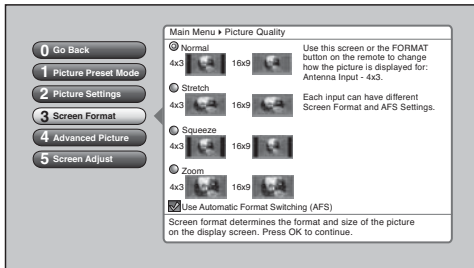 Main Menu ▸ Picture Quality
0 Go Back
1 Picture Preset Mode
2 Picture Settings
3 Screen Format
4 Advanced Picture
5 Screen Adjust
Normal
4x3 16x9
Stretch
4x3 16x9
Squeeze
4x3 16x9
Zoom
4x3 16x9
Use Automatic Format Switching (AFS)
Use this screen or the FORMAT
button on the remote to change
how the picture is displayed for:
Antenna Input - 4x3.
Each input can have different
Screen Format and AFS Settings.
Screen format determines the format and size of the picture
on the display screen. Press OK to continue.